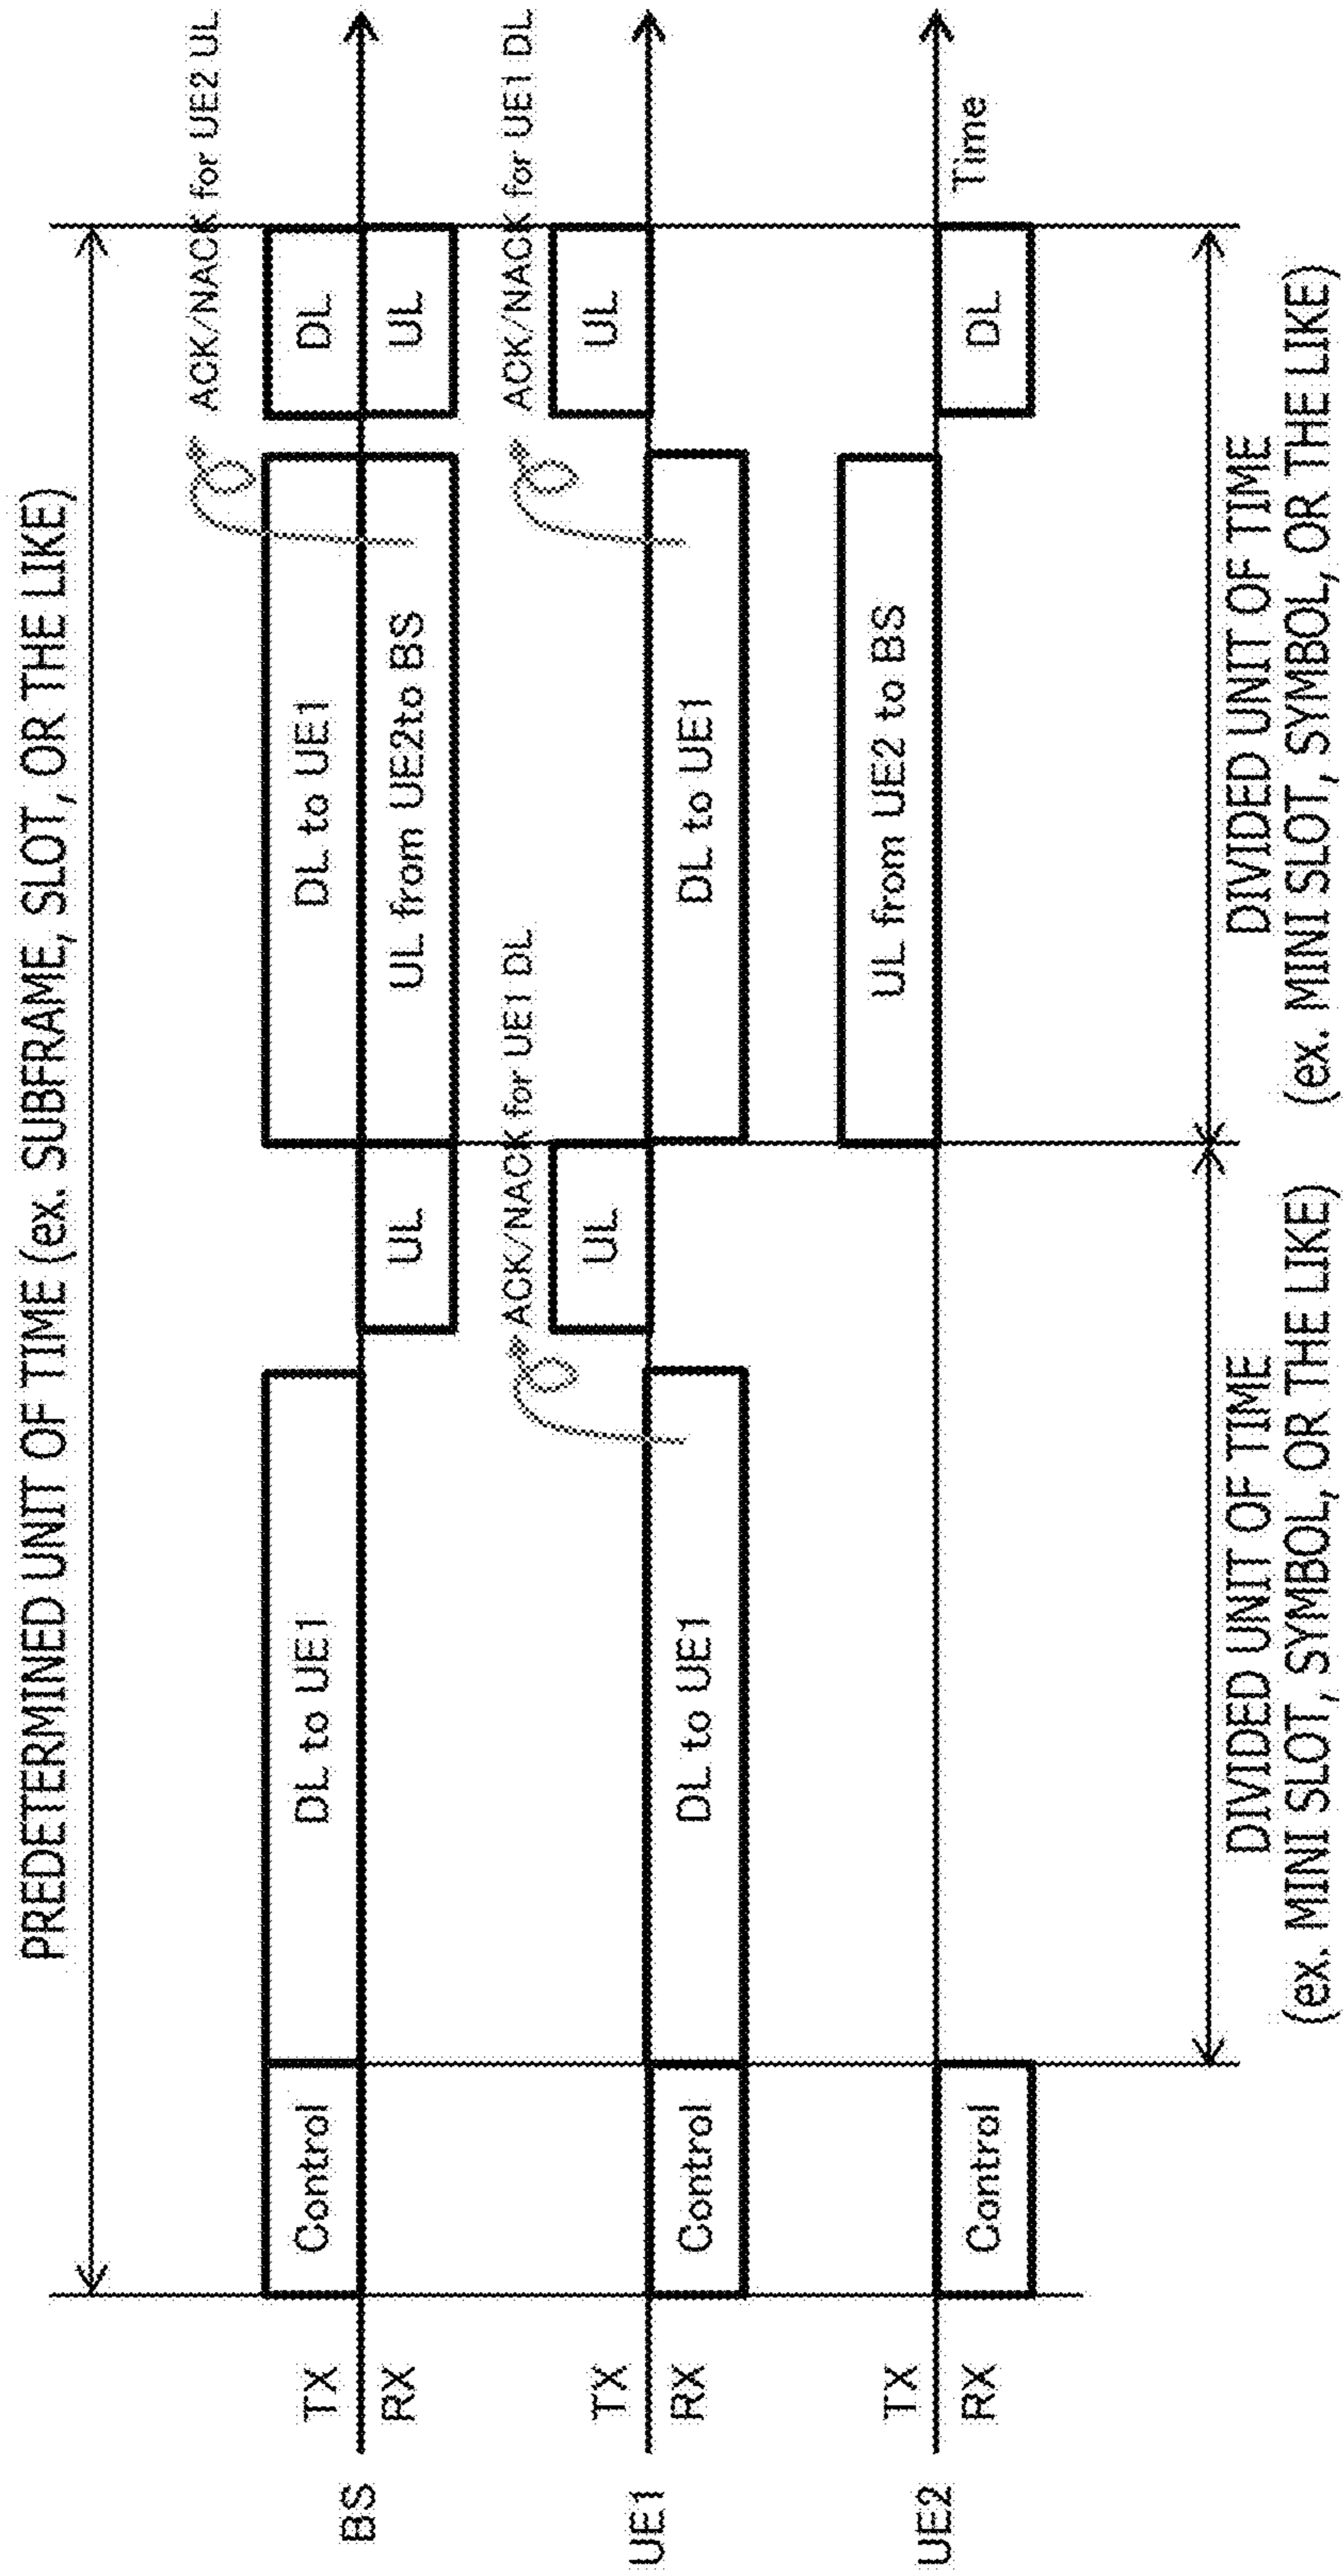 PREDETERMINED UNIT OF TIME (ex. SUBFRAME, SLOT, OR THE LIKE)
ACK/NACK for UE2 UL
BS
TX
RX
Control
DL to UE1
UL
DL to UE1
UL from UE2to BS
DL
UL
ACK/NACK for UE1 DL
ACK/NACK for UE1 DL
UE1
TX
RX
Control
DL to UE1
UL
DL to UE1
UL
UE2
TX
RX
Control
UL from UE2 to BS
DL
Time
DIVIDED UNIT OF TIME
(ex. MINI SLOT, SYMBOL, OR THE LIKE)
DIVIDED UNIT OF TIME
(ex. MINI SLOT, SYMBOL, OR THE LIKE)